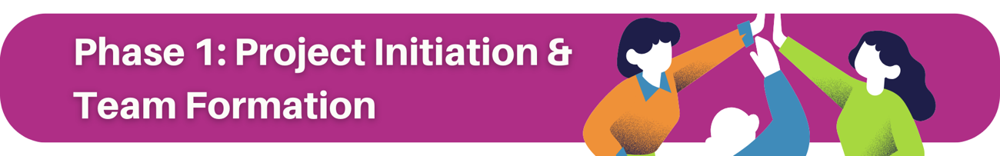 Phase 1: Project Initiation &
Team Formation